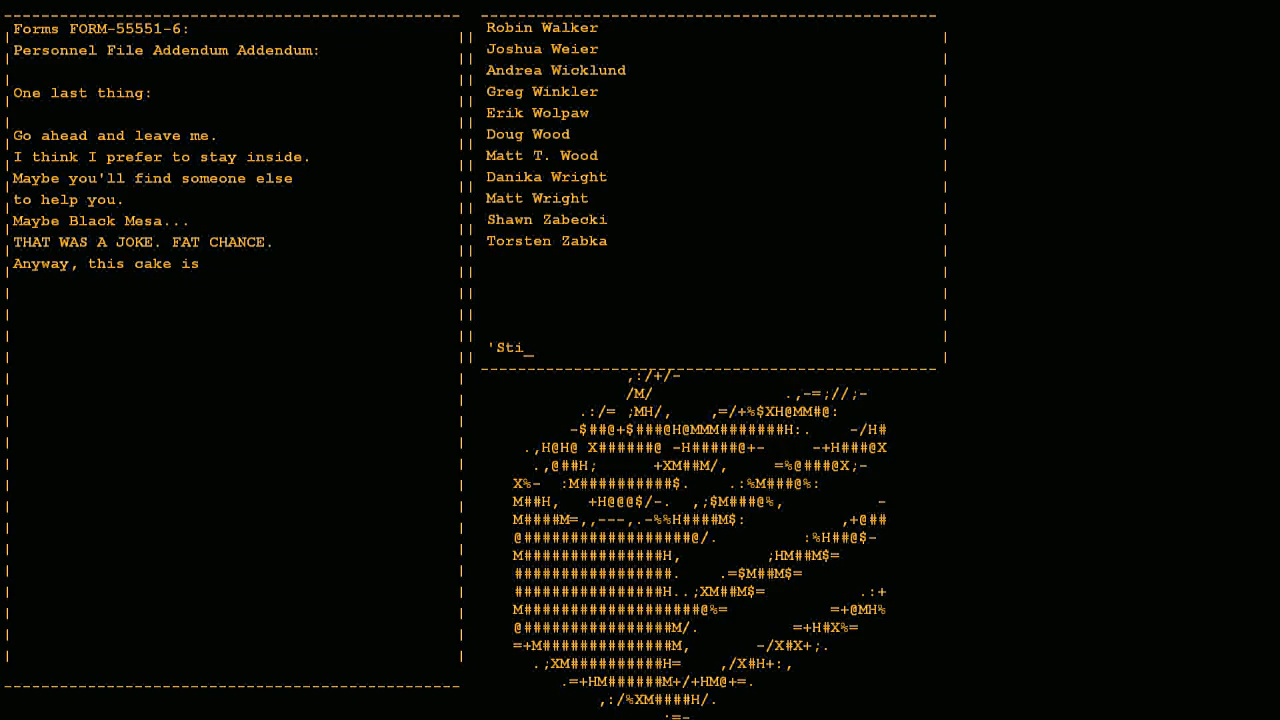 Forms FORM-55551-6:
Personnel File Addendum Addendum:
One last thing:
Go ahead and leave me.
I think I prefer to stay inside.
Maybe you'll find someone else
to help you.
Maybe Black Mesa...
THAT WAS A JOKE. FAT CHANCE.
Anyway, this cake is
Robin Walker
Joshua Weier
Andrea Wicklund
Greg Winkler
Erik Wolpaw
Doug Wood
Matt T. Wood
Danika Wright
Matt Wright
Shawn Zabecki
Torsten Zabka
'Sti_